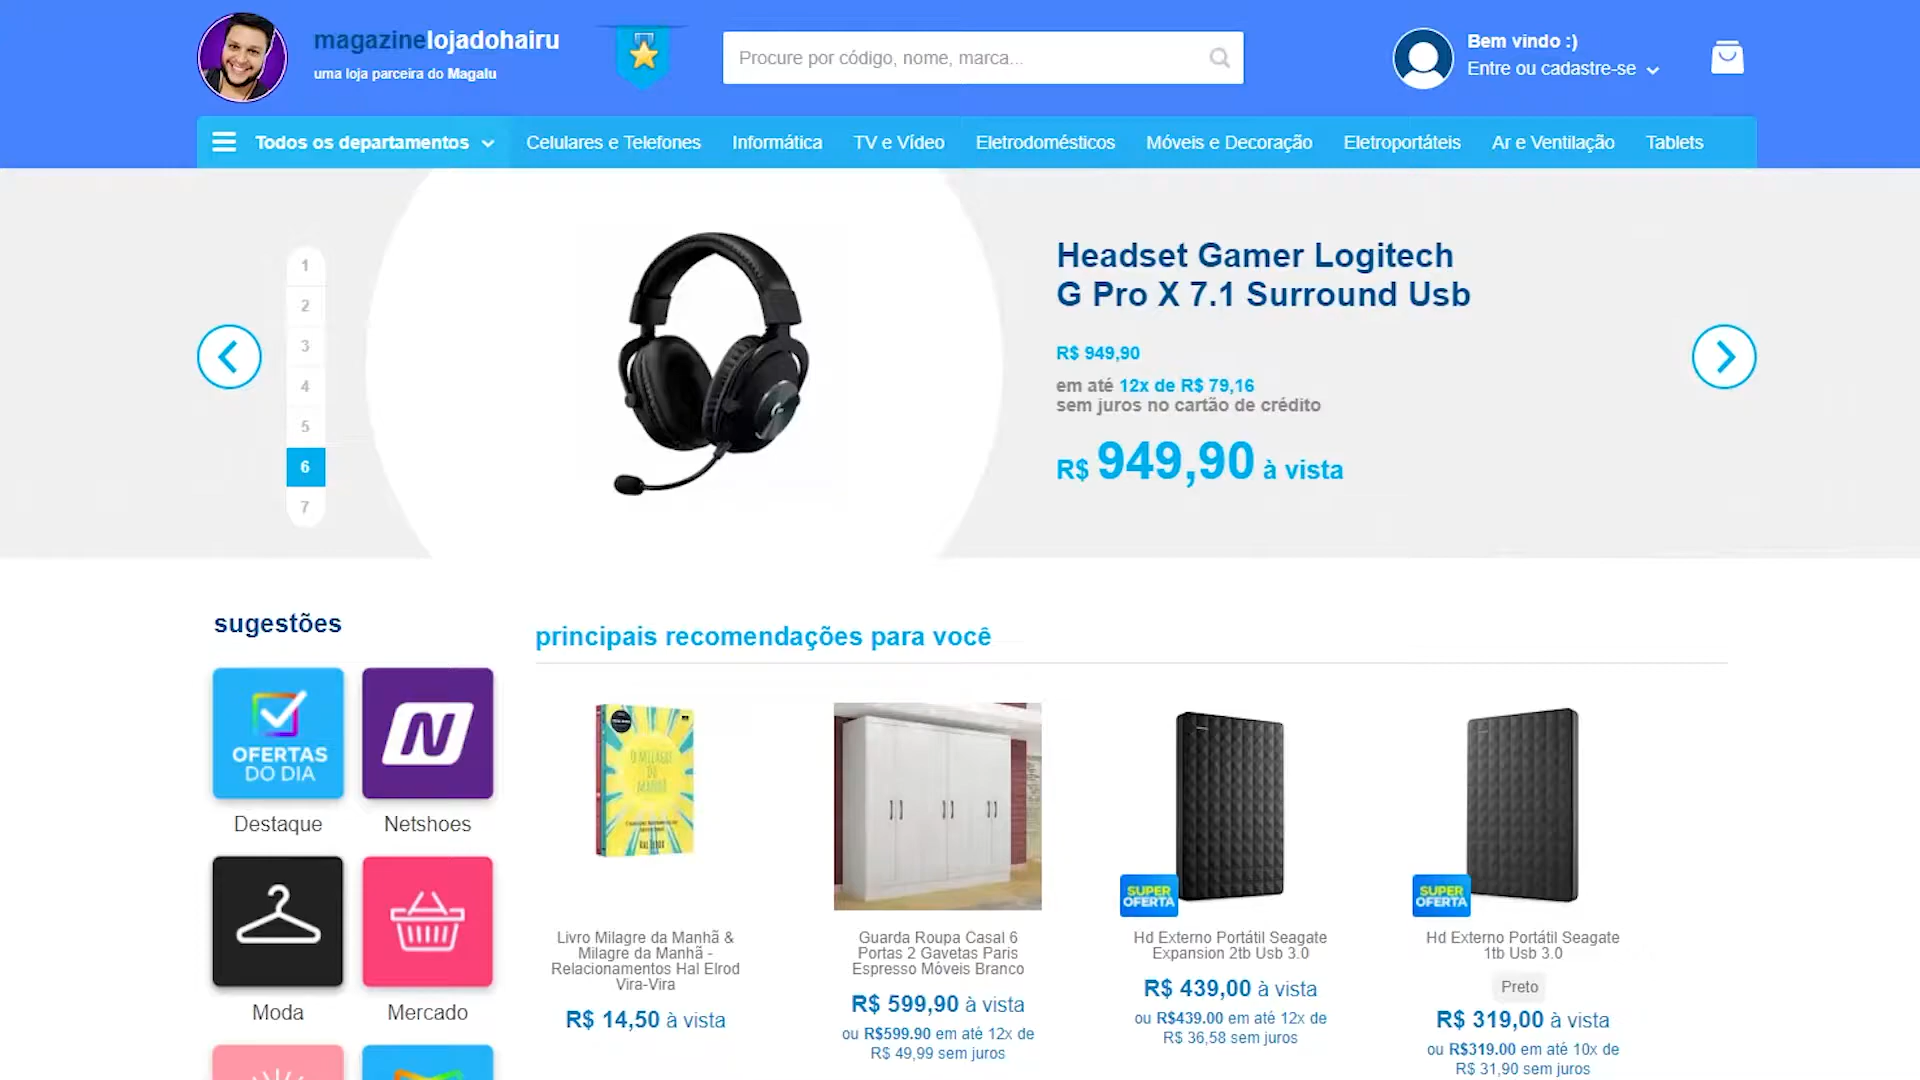 magazinelojadohairu
uma loja parceira do Magalu
Procure por código, nome, marca...
Bem vindo :)
Entre ou cadastre-se
Todos os departamentos
Celulares e Telefones
Informática
TV e Vídeo
Eletrodomésticos
Móveis e Decoração
Eletroportáteis
Ar e Ventilação
Tablets
1
2
3
4
5
6
7
Headset Gamer Logitech
G Pro X 7.1 Surround Usb
R$ 949,90
em até 12x de R$ 79,16
sem juros no cartão de crédito
R$ 949,90 à vista
sugestões
OFERTAS
DO DIA
Destaque
N
Netshoes
Moda
Mercado
principais recomendações para você
O MILAGRE
DA
MANHÃ
HAL ELROD
Livro Milagre da Manhã &
Milagre da Manhã -
Relacionamentos Hal Elrod
Vira-Vira
R$ 14,50 à vista
Guarda Roupa Casal 6
Portas 2 Gavetas Paris
Espresso Móveis Branco
R$ 599,90 à vista
ou R$599.90 em até 12x de
R$ 49,99 sem juros
SUPER
OFERTA
Hd Externo Portátil Seagate
Expansion 2tb Usb 3.0
R$ 439,00 à vista
ou R$439.00 em até 12x de
R$ 36,58 sem juros
SUPER
OFERTA
Hd Externo Portátil Seagate
1tb Usb 3.0
Preto
R$ 319,00 à vista
ou R$319.00 em até 10x de
R$ 31,90 sem juros